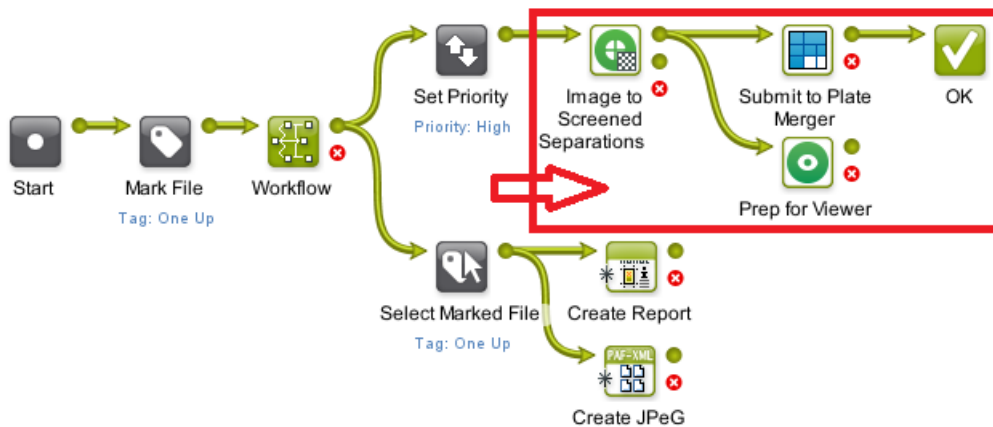 Set Priority
Priority: High
Image to
Screened
Separations
Submit to Plate
Merger
OK
Start
Mark File
Tag: One Up
Workflow
Prep for Viewer
Select Marked File
Tag: One Up
Create Report
PAF-XML
Create JPeG